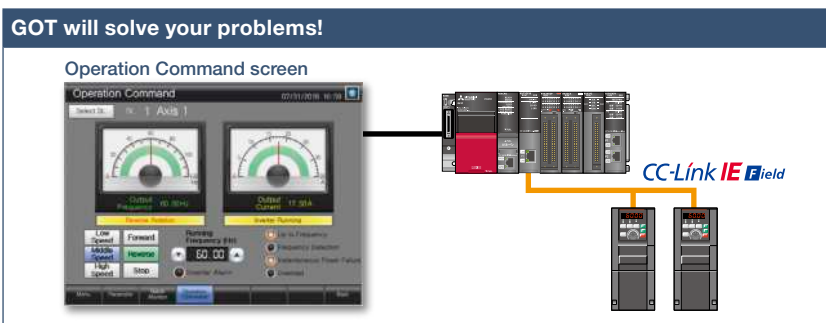 GOT will solve your problems!
Operation Command screen
Operation Command
07/31/2016 16:59
Select St.
1 Axis 1
Output Frequency 60.00Hz
Output Current 17.50A
Reverse Rotation
Inverter Running
Low Speed
Forward
Middle Speed
Reverse
High Speed
Stop
Running Frequency (Hz)
60.00
Inverter Alarm
Up to Frequency
Frequency Detection
Instantaneous Power Failure
Overload
Menu
Parameter
Operation Command
Back
CC-Link IE Field